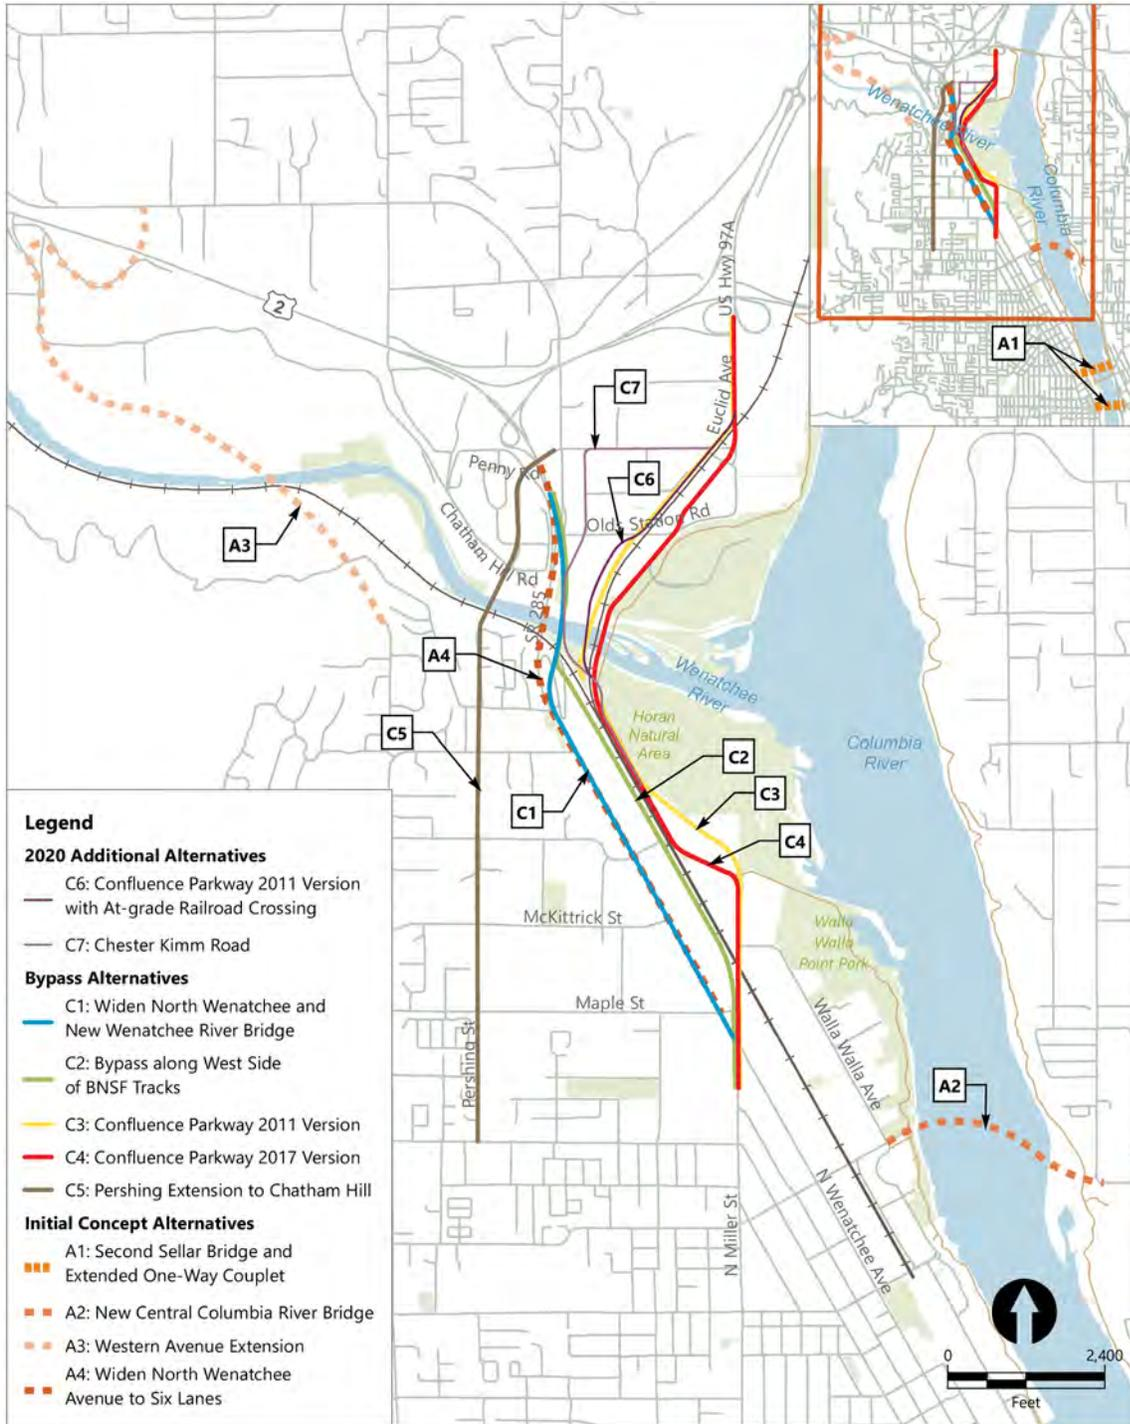 Wenatchee River
Columbia River
A1
US Hwy 97A
2
Euclid Ave
C7
Penny Rd
C6
Olds Station Rd
A3
Chatham Hill Rd
SR 285
A4
Wenatchee
River
C5
Horan
Natural
Area
C2
Columbia
River
C3
C1
C4
McKittrick St
Walla
Walla
Point Park
Maple St
Walla Walla Ave
Pershing St
A2
N Miller St
N Wenatchee Ave
Legend
2020 Additional Alternatives
C6: Confluence Parkway 2011 Version
with At-grade Railroad Crossing
C7: Chester Kimm Road
Bypass Alternatives
C1: Widen North Wenatchee and
New Wenatchee River Bridge
C2: Bypass along West Side
of BNSF Tracks
C3: Confluence Parkway 2011 Version
C4: Confluence Parkway 2017 Version
C5: Pershing Extension to Chatham Hill
Initial Concept Alternatives
A1: Second Sellar Bridge and
Extended One-Way Couplet
A2: New Central Columbia River Bridge
A3: Western Avenue Extension
A4: Widen North Wenatchee
Avenue to Six Lanes
0 2,400
Feet